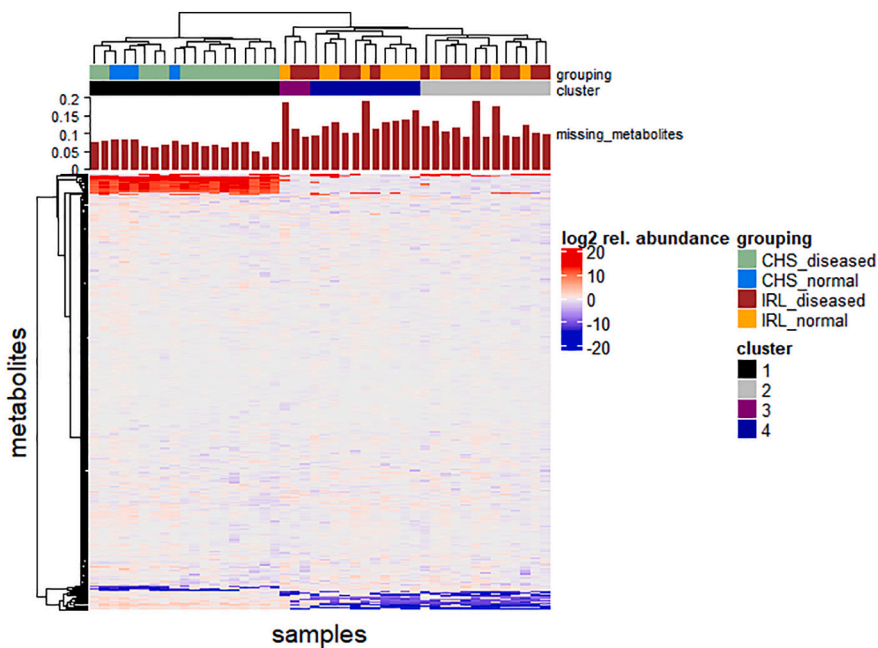 grouping
cluster
0.2
0.15
0.1
0.05
0
missing_metabolites
metabolites
samples
log2 rel. abundance
20
10
0
-10
-20
grouping
CHS_diseased
CHS_normal
IRL_diseased
IRL_normal
cluster
1
2
3
4